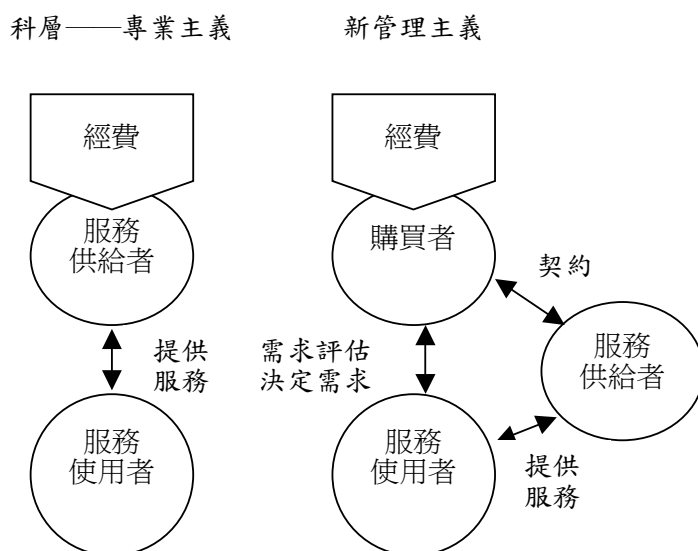 科層——專業主義
新管理主義
經費
經費
服務
供給者
購買者
契約
提供
服務
需求評估
決定需求
服務
供給者
服務
使用者
服務
使用者
提供
服務